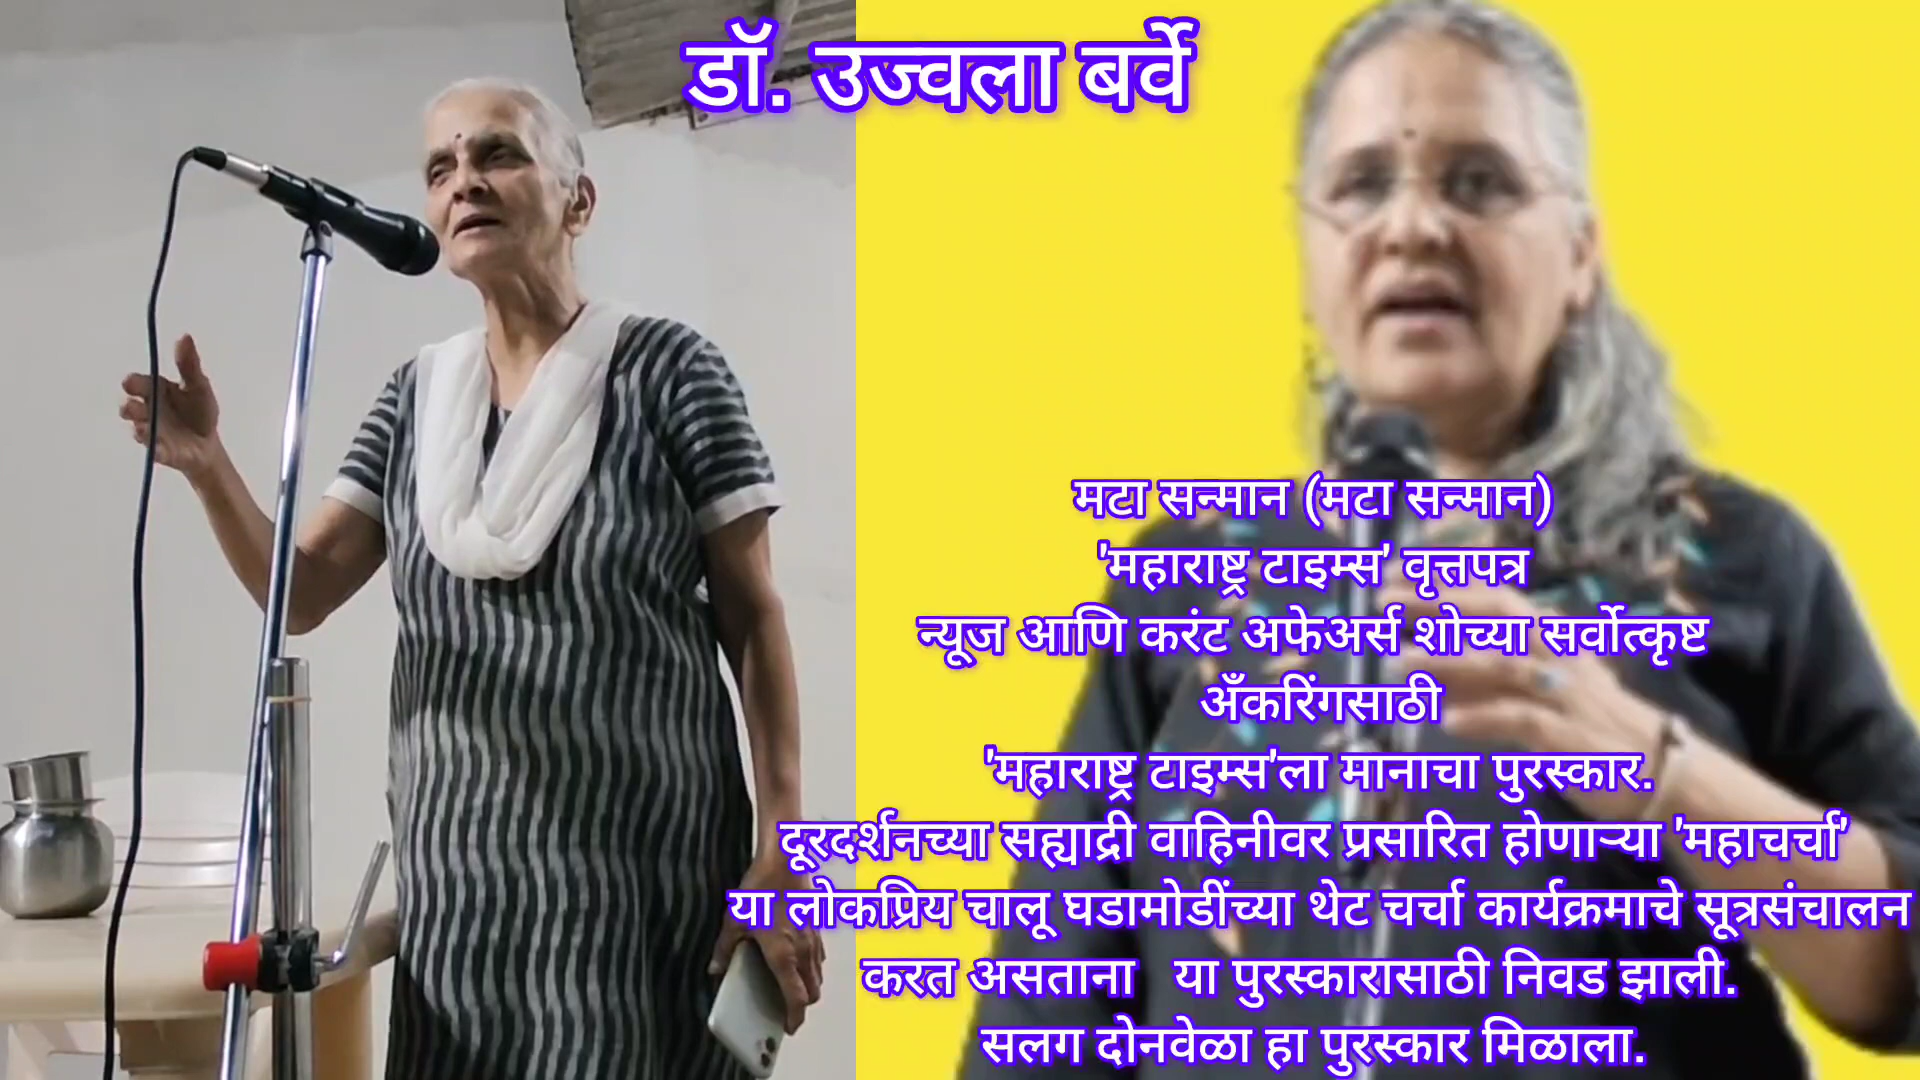 डॉ. उज्वला बर्वे
मटा सन्मान (मटा सन्मान)
'महाराष्ट्र टाइम्स' वृत्तपत्र
न्यूज आणि करंट अफेअर्स शोच्या सर्वोत्कृष्ट
अँकरिंगसाठी
'महाराष्ट्र टाइम्स'ला मानाचा पुरस्कार.
दूरदर्शनच्या सह्याद्री वाहिनीवर प्रसारित होणाऱ्या 'महाचर्चा'
या लोकप्रिय चालू घडामोडींच्या थेट चर्चा कार्यक्रमाचे सूत्रसंचालन
करत असताना या पुरस्कारासाठी निवड झाली.
सलग दोनवेळा हा पुरस्कार मिळाला.